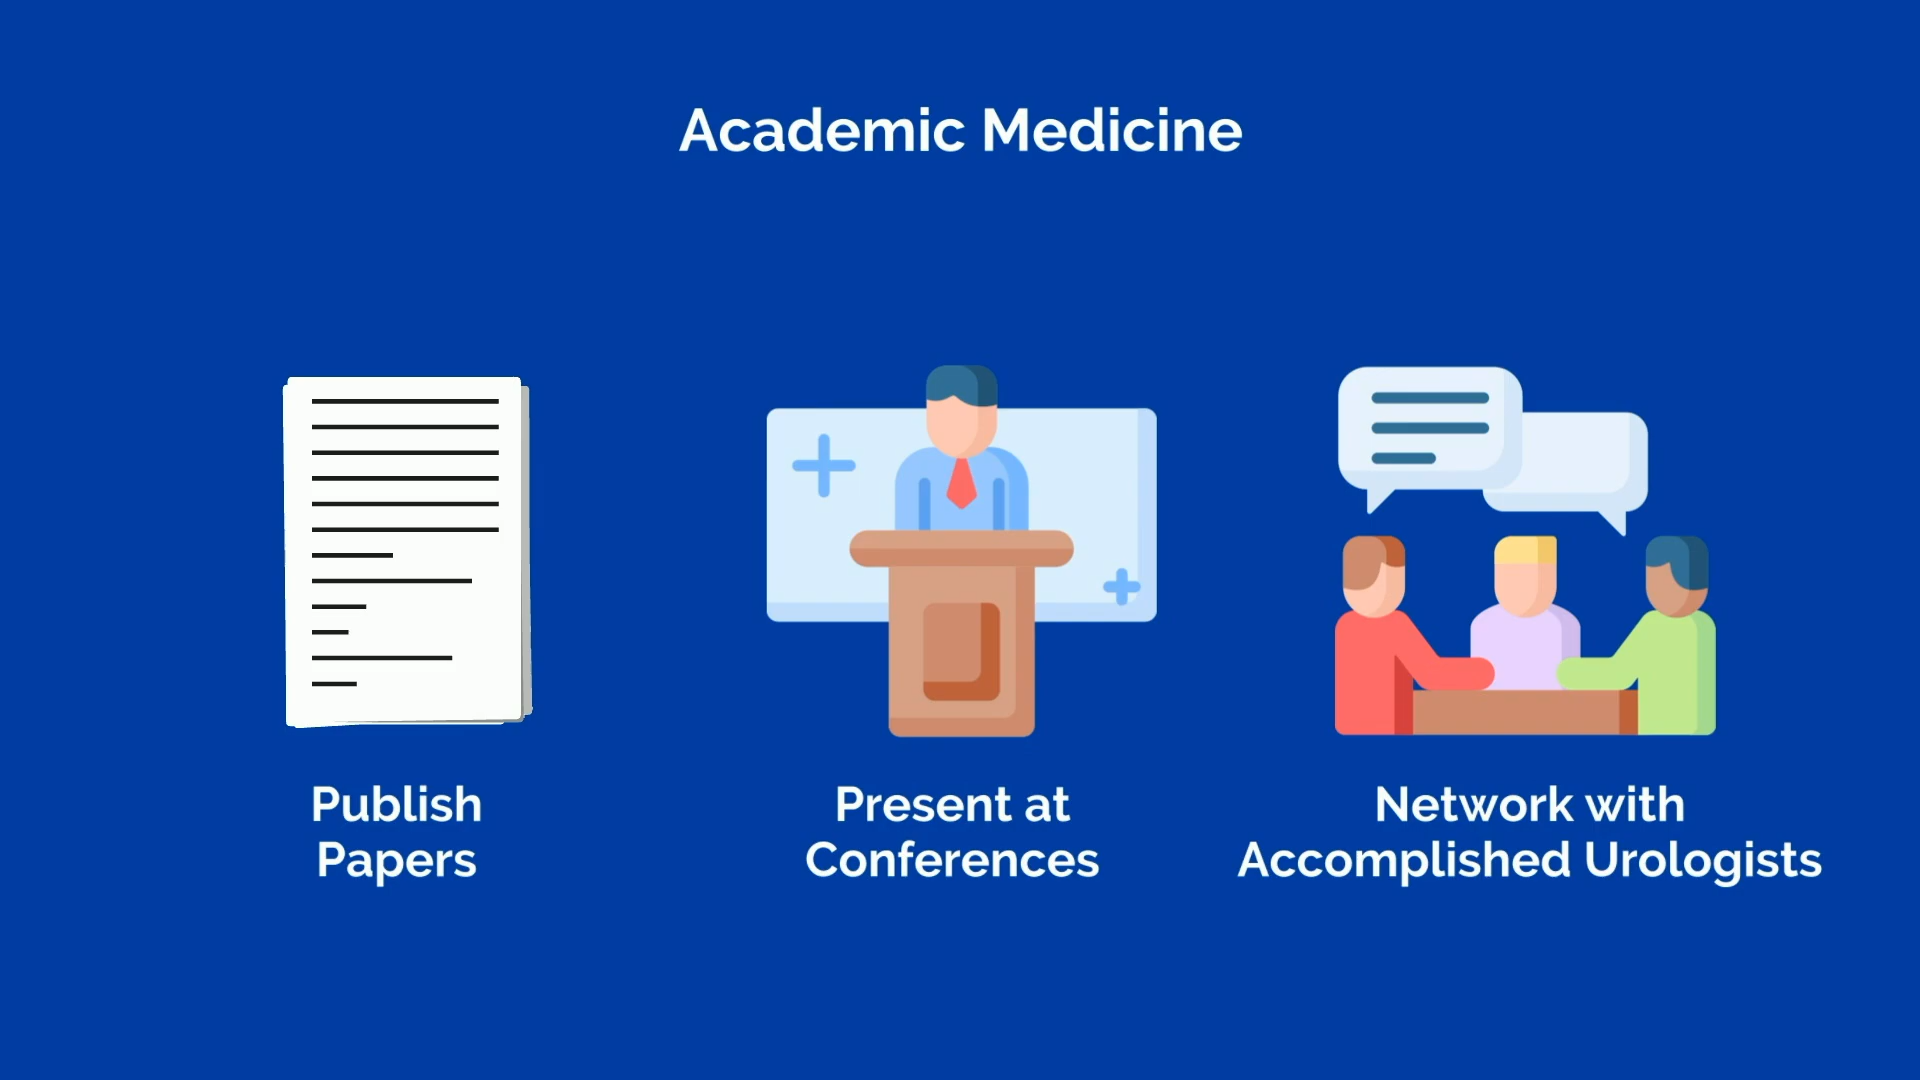 Academic Medicine
Publish
Papers
Present at
Conferences
Network with
Accomplished Urologists